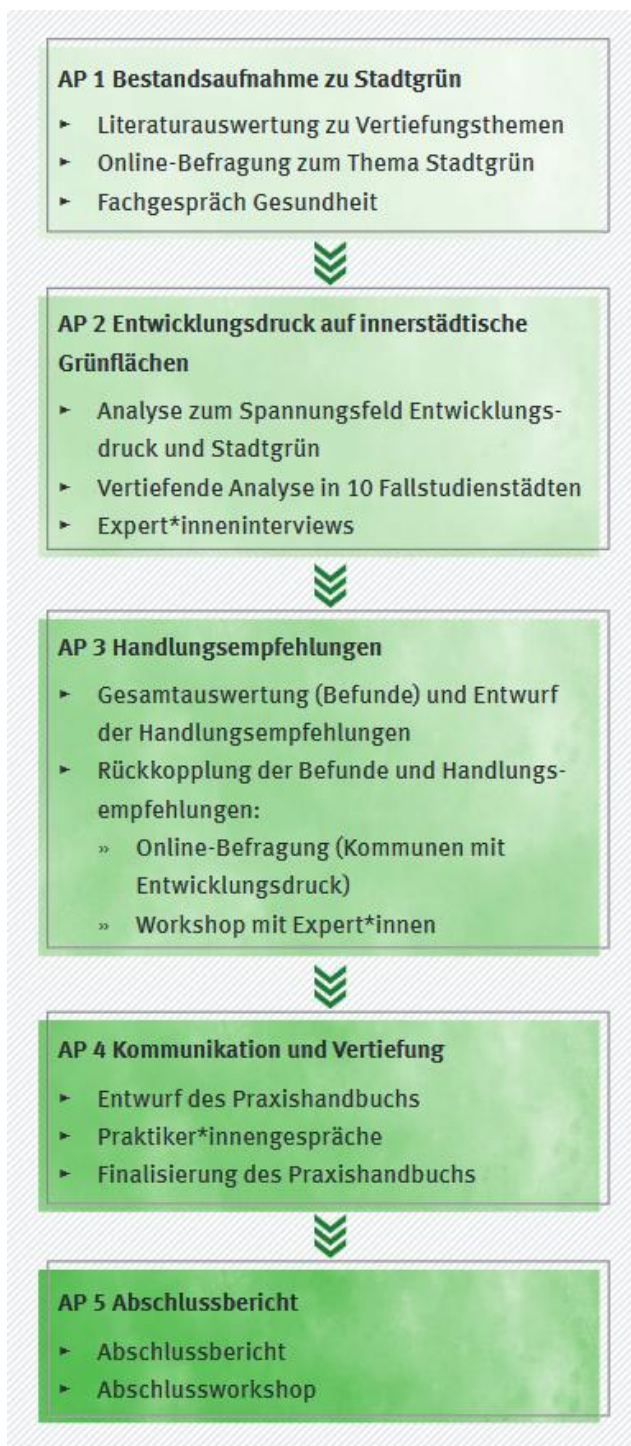 AP 1 Bestandsaufnahme zu Stadtgrün
► Literaturauswertung zu Vertiefungsthemen
► Online-Befragung zum Thema Stadtgrün
► Fachgespräch Gesundheit
AP 2 Entwicklungsdruck auf innerstädtische
Grünflächen
► Analyse zum Spannungsfeld Entwicklungs-
druck und Stadtgrün
► Vertiefende Analyse in 10 Fallstudienstädten
► Expert*inneninterviews
AP 3 Handlungsempfehlungen
► Gesamtauswertung (Befunde) und Entwurf
der Handlungsempfehlungen
► Rückkopplung der Befunde und Handlungs-
empfehlungen:
» Online-Befragung (Kommunen mit
Entwicklungsdruck)
» Workshop mit Expert*innen
AP 4 Kommunikation und Vertiefung
► Entwurf des Praxishandbuchs
► Praktiker*innengespräche
► Finalisierung des Praxishandbuchs
AP 5 Abschlussbericht
► Abschlussbericht
► Abschlussworkshop